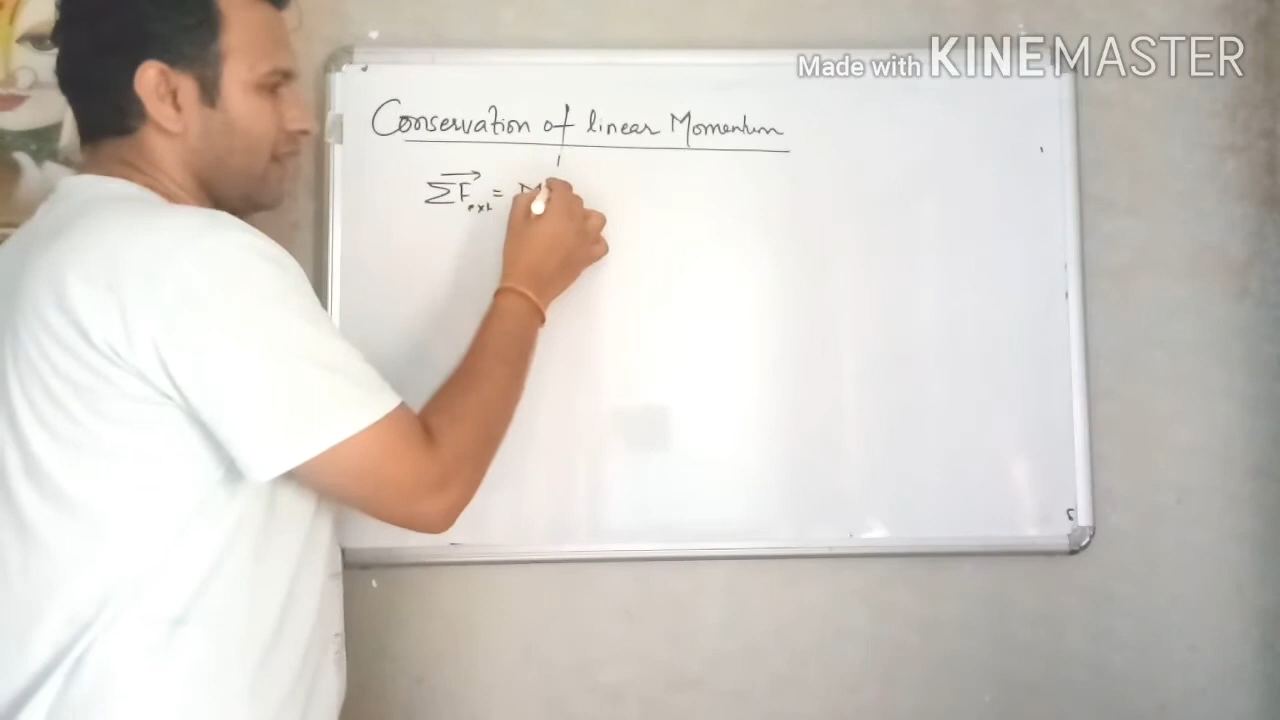 Made with KINEMASTER
Conservation of linear Momentum
ΣF⃗ext = M